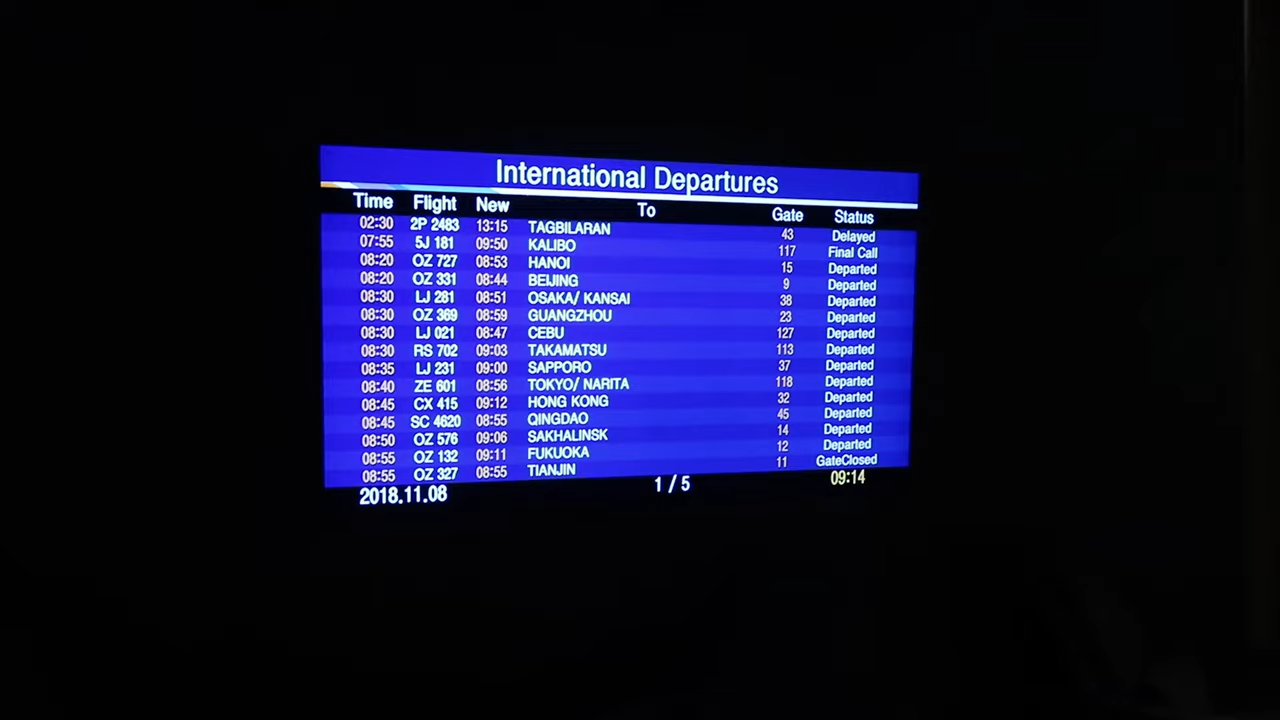 International Departures
Time Flight New To Gate Status
02:30 2P 2483 13:15 TAGBILARAN 43 Delayed
07:55 5J 181 09:50 KALIBO 117 Final Call
08:20 OZ 727 08:53 HANOI 15 Departed
08:20 OZ 331 08:44 BEIJING 9 Departed
08:30 LJ 281 08:51 OSAKA/ KANSAI 38 Departed
08:30 OZ 369 08:59 GUANGZHOU 23 Departed
08:30 LJ 021 08:47 CEBU 127 Departed
08:30 RS 702 09:03 TAKAMATSU 113 Departed
08:35 LJ 231 09:00 SAPPORO 37 Departed
08:40 ZE 601 08:56 TOKYO/ NARITA 118 Departed
08:45 CX 415 09:12 HONG KONG 32 Departed
08:45 SC 4620 08:55 QINGDAO 45 Departed
08:50 OZ 576 09:06 SAKHALINSK 14 Departed
08:55 OZ 132 09:11 FUKUOKA 12 Departed
08:55 OZ 327 08:55 TIANJIN 11 GateClosed
2018.11.08 1 / 5 09:14